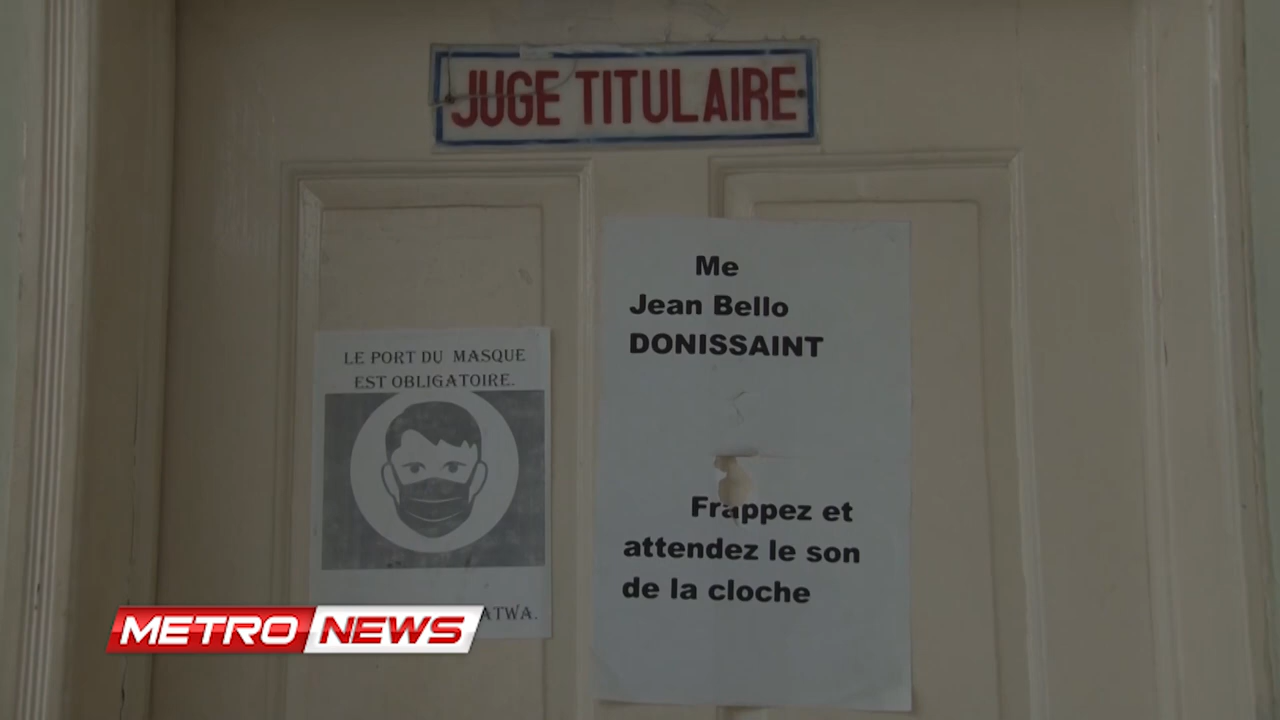 JUGE TITULAIRE
Me
Jean Bello
DONISSAINT
Frappez et
attendez le son
de la cloche
LE PORT DU MASQUE
EST OBLIGATOIRE.
METRO NEWS